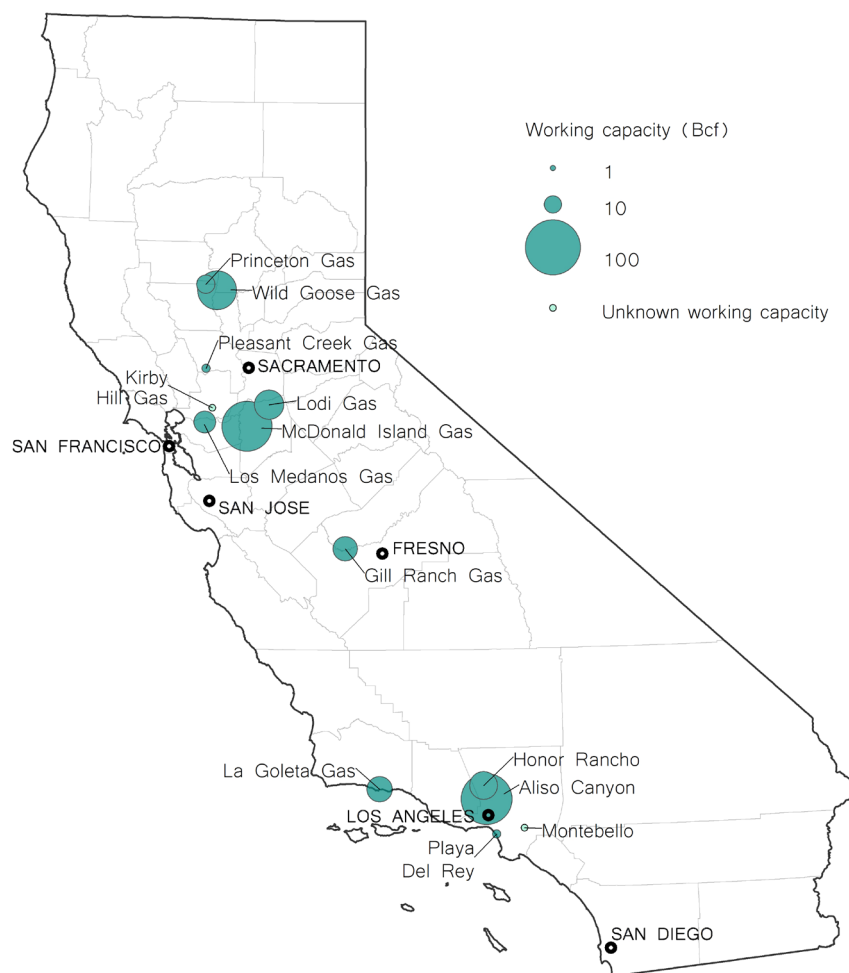 Working capacity (Bcf)
1
10
100
Unknown working capacity
Princeton Gas
Wild Goose Gas
Pleasant Creek Gas
SACRAMENTO
Kirby
Hill Gas
Lodi Gas
McDonald Island Gas
SAN FRANCISCO
Los Medanos Gas
SAN JOSE
FRESNO
Gill Ranch Gas
Honor Rancho
La Goleta Gas
Aliso Canyon
LOS ANGELES
Montebello
Playa
Del Rey
SAN DIEGO